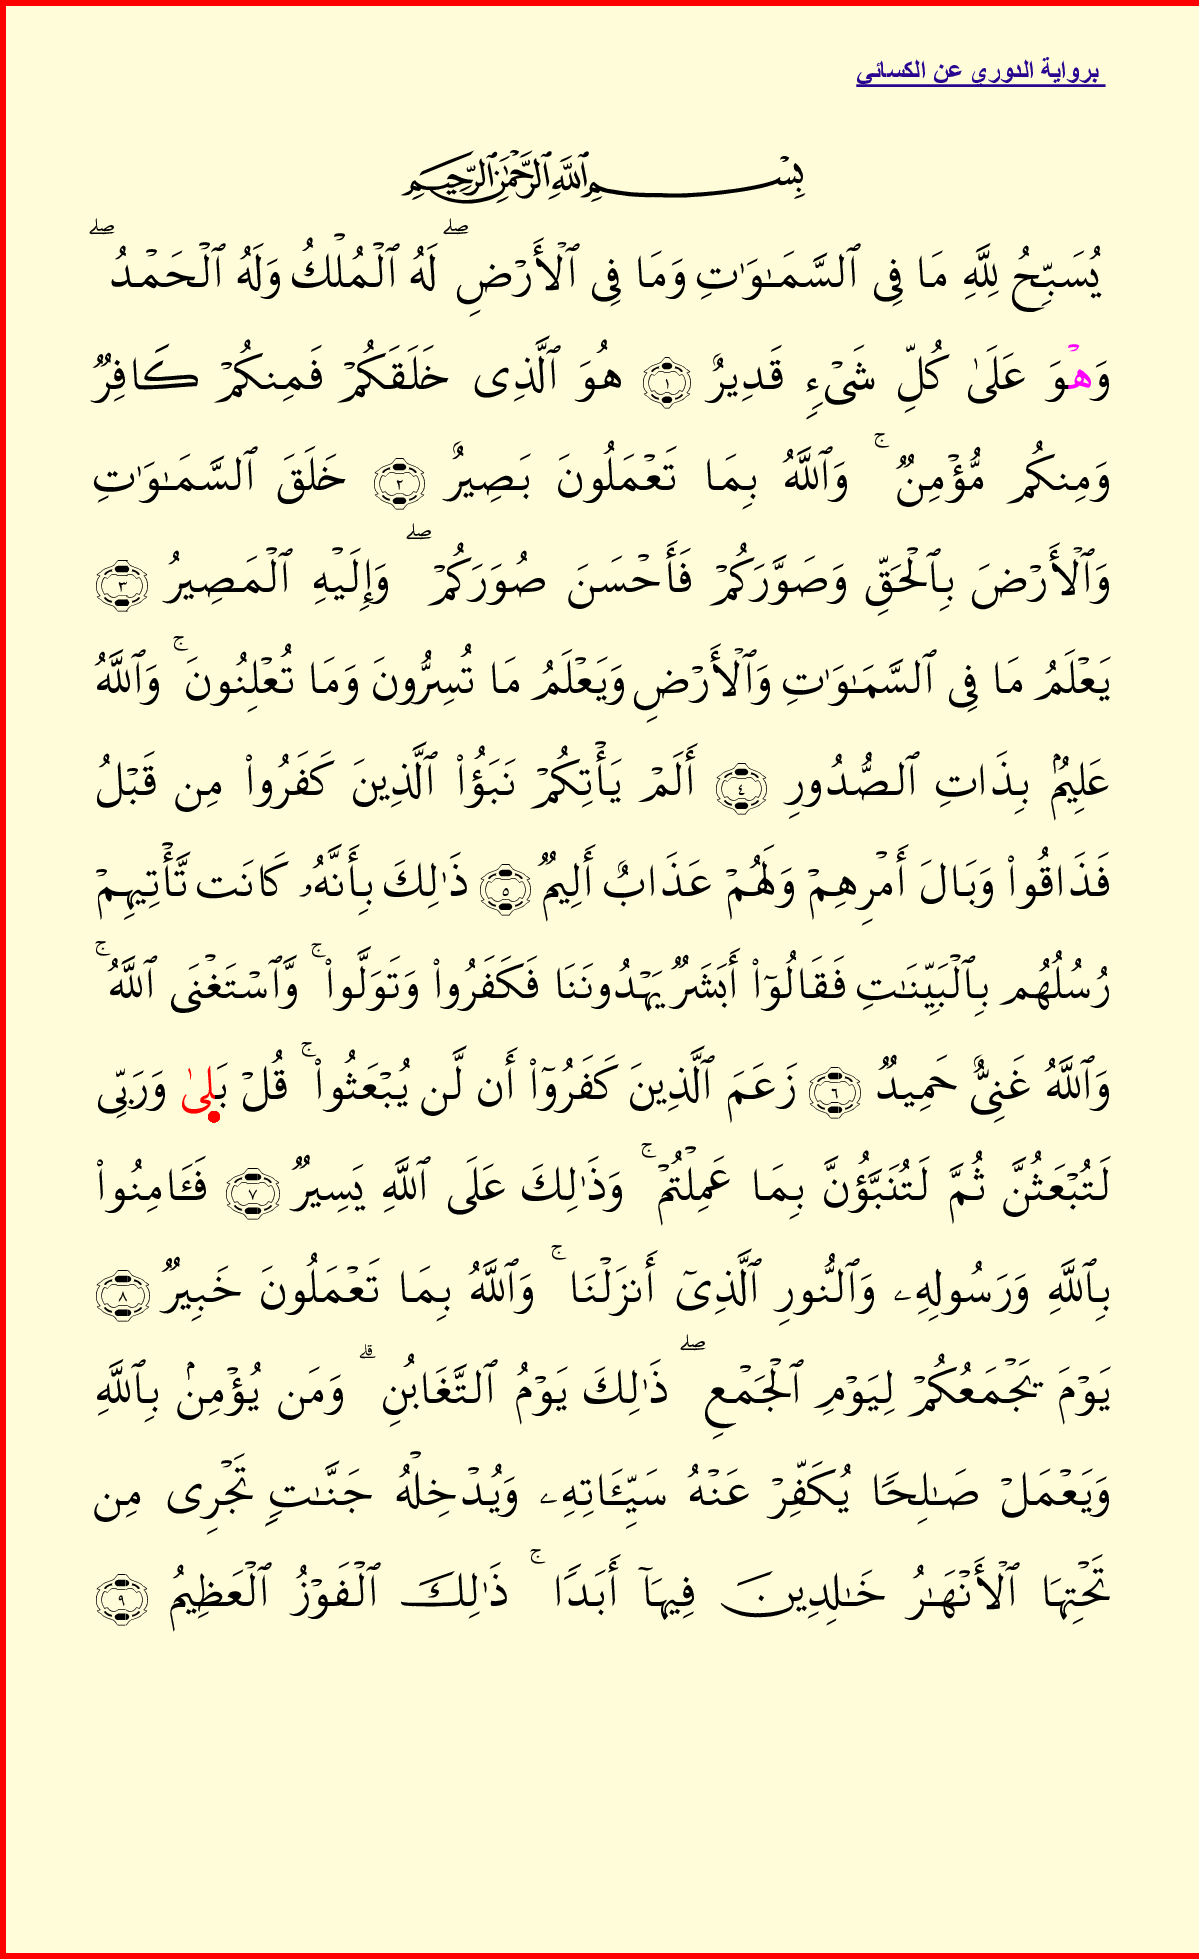 برواية الدوري عن الكسائي
بِسْمِ ٱللَّهِ ٱلرَّحْمَٰنِ ٱلرَّحِيمِ
يُسَبِّحُ لِلَّهِ مَا فِى ٱلسَّمَـٰوَٰتِ وَمَا فِى ٱلْأَرْضِ ۖ لَهُ ٱلْمُلْكُ وَلَهُ ٱلْحَمْدُ ۖ
وَهْوَ عَلَىٰ كُلِّ شَىْءٍ قَدِيرٌ ١ هُوَ ٱلَّذِى خَلَقَكُمْ فَمِنكُمْ كَافِرٌ
وَمِنكُم مُّؤْمِنٌ ۚ وَٱللَّهُ بِمَا تَعْمَلُونَ بَصِيرٌ ٢ خَلَقَ ٱلسَّمَـٰوَٰتِ
وَٱلْأَرْضَ بِٱلْحَقِّ وَصَوَّرَكُمْ فَأَحْسَنَ صُوَرَكُمْ ۖ وَإِلَيْهِ ٱلْمَصِيرُ ٣
يَعْلَمُ مَا فِى ٱلسَّمَـٰوَٰتِ وَٱلْأَرْضِ وَيَعْلَمُ مَا تُسِرُّونَ وَمَا تُعْلِنُونَ ۚ وَٱللَّهُ
عَلِيمٌۢ بِذَاتِ ٱلصُّدُورِ ٤ أَلَمْ يَأْتِكُمْ نَبَؤُا۟ ٱلَّذِينَ كَفَرُوا۟ مِن قَبْلُ
فَذَاقُوا۟ وَبَالَ أَمْرِهِمْ وَلَهُمْ عَذَابٌ أَلِيمٌ ٥ ذَٰلِكَ بِأَنَّهُۥ كَانَت تَّأْتِيهِمْ
رُسُلُهُم بِٱلْبَيِّنَـٰتِ فَقَالُوٓا۟ أَبَشَرٌ يَهْدُونَنَا فَكَفَرُوا۟ وَتَوَلَّوا۟ ۚ وَّٱسْتَغْنَى ٱللَّهُ ۚ
وَٱللَّهُ غَنِىٌّ حَمِيدٌ ٦ زَعَمَ ٱلَّذِينَ كَفَرُوٓا۟ أَن لَّن يُبْعَثُوا۟ ۚ قُلْ بَلىٰ وَرَبِّى
لَتُبْعَثُنَّ ثُمَّ لَتُنَبَّؤُنَّ بِمَا عَمِلْتُمْ ۚ وَذَٰلِكَ عَلَى ٱللَّهِ يَسِيرٌ ٧ فَـَٔامِنُوا۟
بِٱللَّهِ وَرَسُولِهِۦ وَٱلنُّورِ ٱلَّذِىٓ أَنزَلْنَا ۚ وَٱللَّهُ بِمَا تَعْمَلُونَ خَبِيرٌ ٨
يَوْمَ يَجْمَعُكُمْ لِيَوْمِ ٱلْجَمْعِ ۖ ذَٰلِكَ يَوْمُ ٱلتَّغَابُنِ ۗ وَمَن يُؤْمِنۢ بِٱللَّهِ
وَيَعْمَلْ صَـٰلِحًا يُكَفِّرْ عَنْهُ سَيِّـَٔاتِهِۦ وَيُدْخِلْهُ جَنَّـٰتٍ تَجْرِى مِن
تَحْتِهَا ٱلْأَنْهَـٰرُ خَـٰلِدِينَ فِيهَآ أَبَدًا ۚ ذَٰلِكَ ٱلْفَوْزُ ٱلْعَظِيمُ ٩